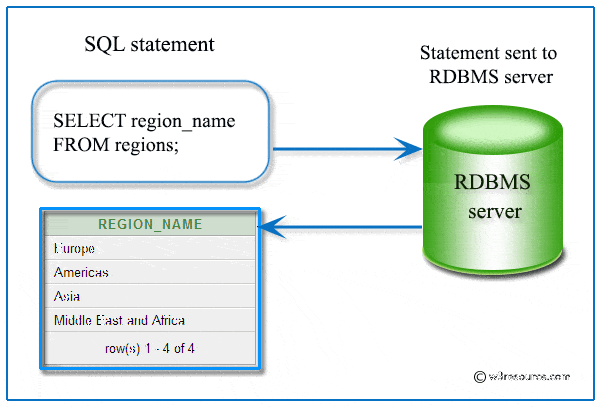 SQL statement
Statement sent to
RDBMS server
SELECT region_name
FROM regions;
RDBMS
server
REGION_NAME
Europe
Americas
Asia
Middle East and Africa
row(s) 1 - 4 of 4
© w3resource.com